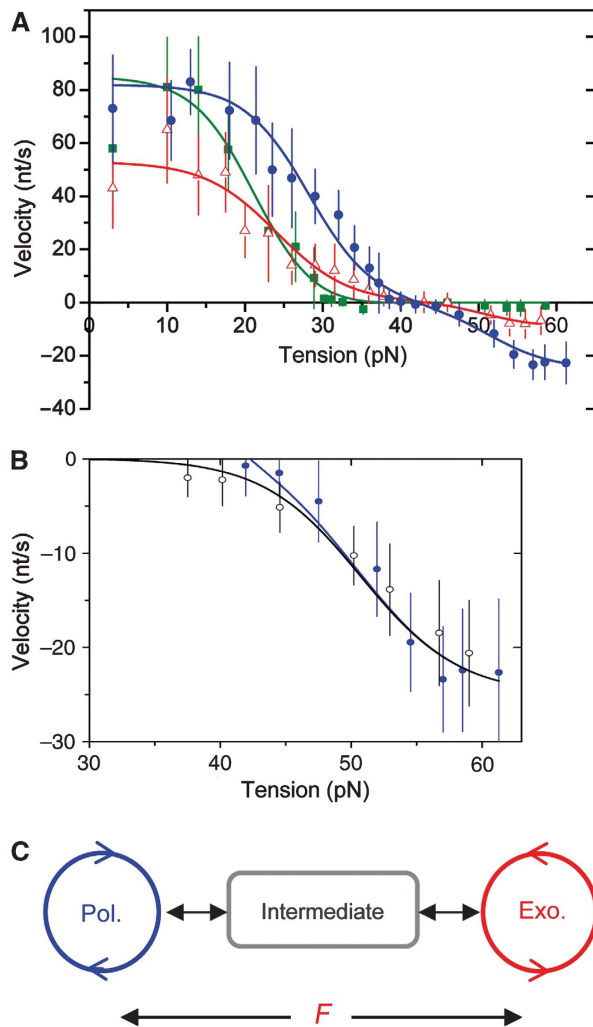 A
100
80
60
40
20
0
−20
−40
Velocity (nt/s)
0 10 20 30 40 50 60
Tension (pN)
B
0
−10
−20
−30
Velocity (nt/s)
30 40 50 60
Tension (pN)
C
Pol. Intermediate Exo.
F